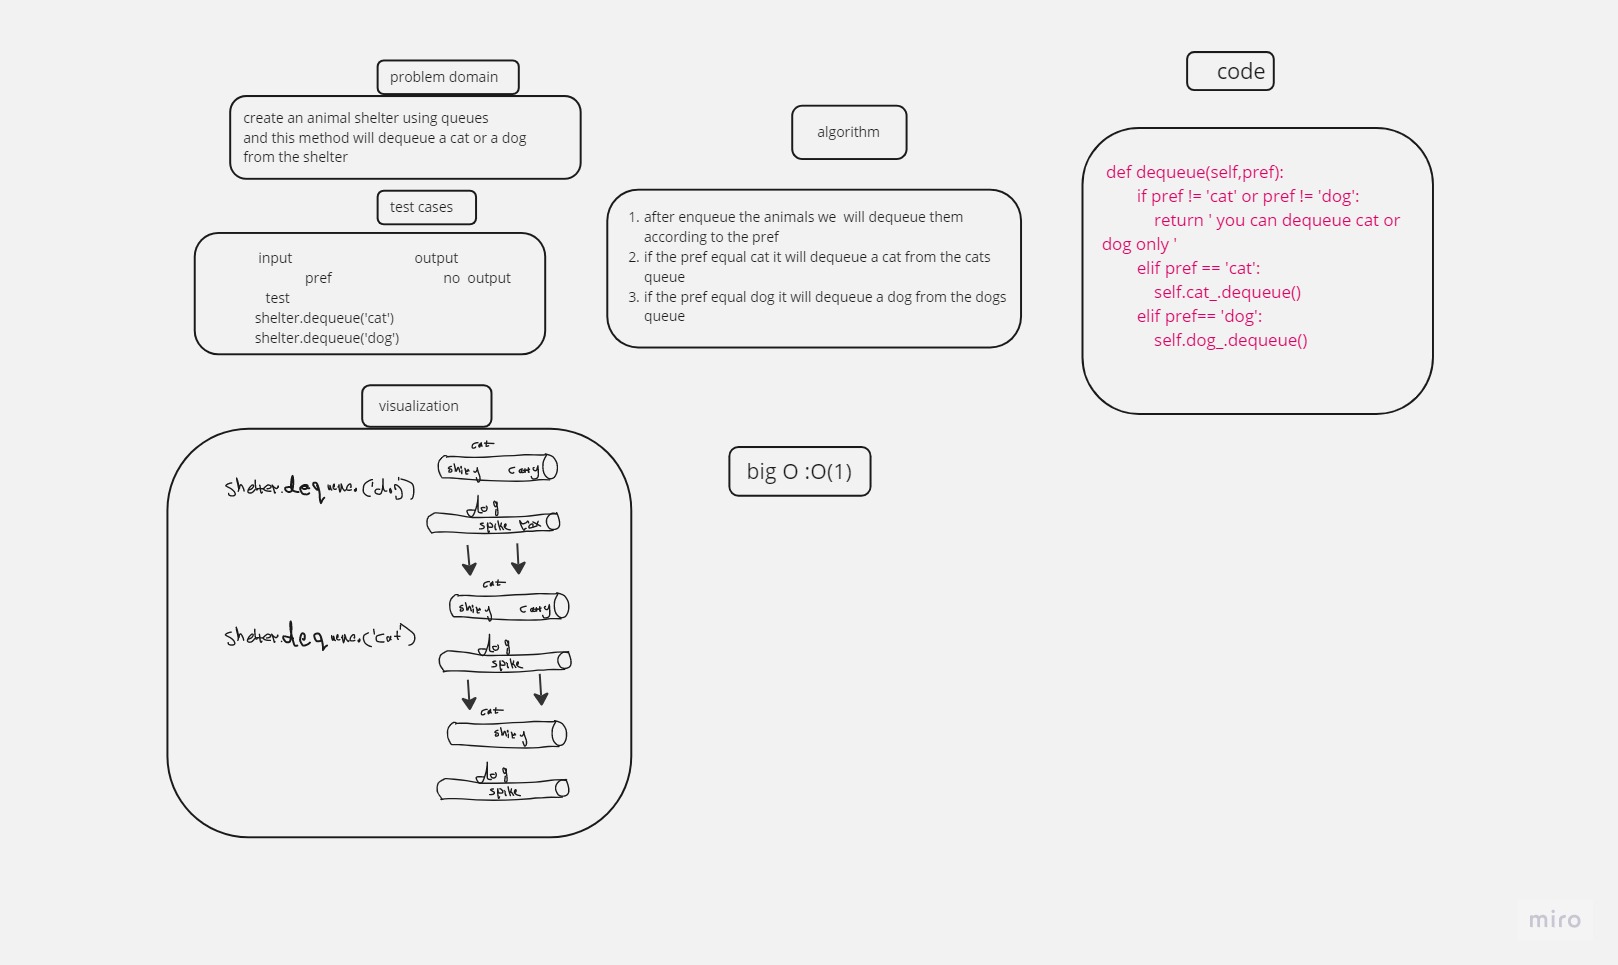 problem domain
create an animal shelter using queues
and this method will dequeue a cat or a dog
from the shelter
test cases
input output
pref no output
test
shelter.dequeue('cat')
shelter.dequeue('dog')
visualization
shelter.dequeue.('dog')
cat
dog
spike
cat
shelter.dequeue.('cat')
dog
spike
cat
dog
spike
algorithm
1. after enqueue the animals we will dequeue them
according to the pref
2. if the pref equal cat it will dequeue a cat from the cats
queue
3. if the pref equal dog it will dequeue a dog from the dogs
queue
big O :O(1)
code
def dequeue(self,pref):
if pref != 'cat' or pref != 'dog':
return ' you can dequeue cat or
dog only '
elif pref == 'cat':
self.cat_.dequeue()
elif pref== 'dog':
self.dog_.dequeue()
miro